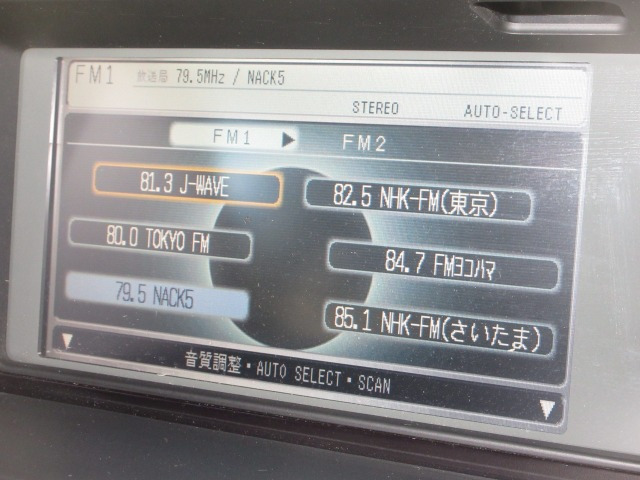 FM1 放送局 79.5MHz / NACK5
STEREO AUTO-SELECT
FM1 ▶ FM2
81.3 J-WAVE
82.5 NHK-FM(東京)
80.0 TOKYO FM
84.7 FMヨコハマ
79.5 NACK5
85.1 NHK-FM(さいたま)
▼ 音質調整・AUTO SELECT・SCAN ▼